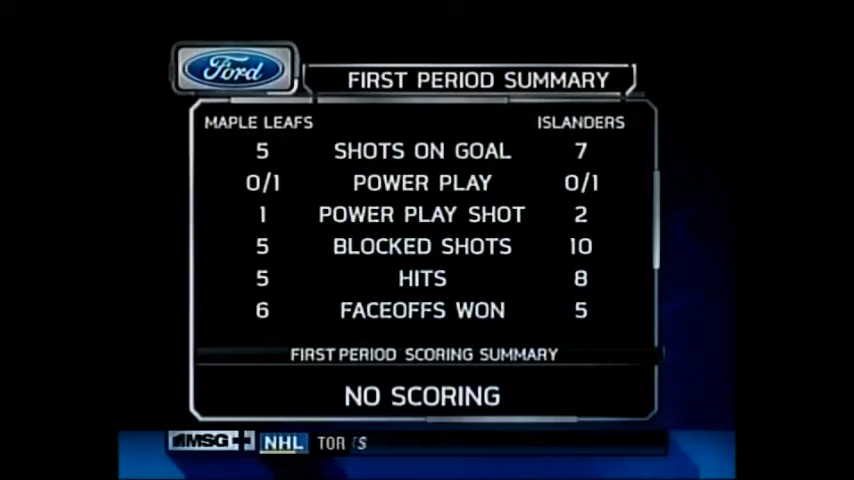 Ford
FIRST PERIOD SUMMARY
MAPLE LEAFS ISLANDERS
5 SHOTS ON GOAL 7
0/1 POWER PLAY 0/1
1 POWER PLAY SHOT 2
5 BLOCKED SHOTS 10
5 HITS 8
6 FACEOFFS WON 5
FIRST PERIOD SCORING SUMMARY
NO SCORING
MSG+ NHL TOR